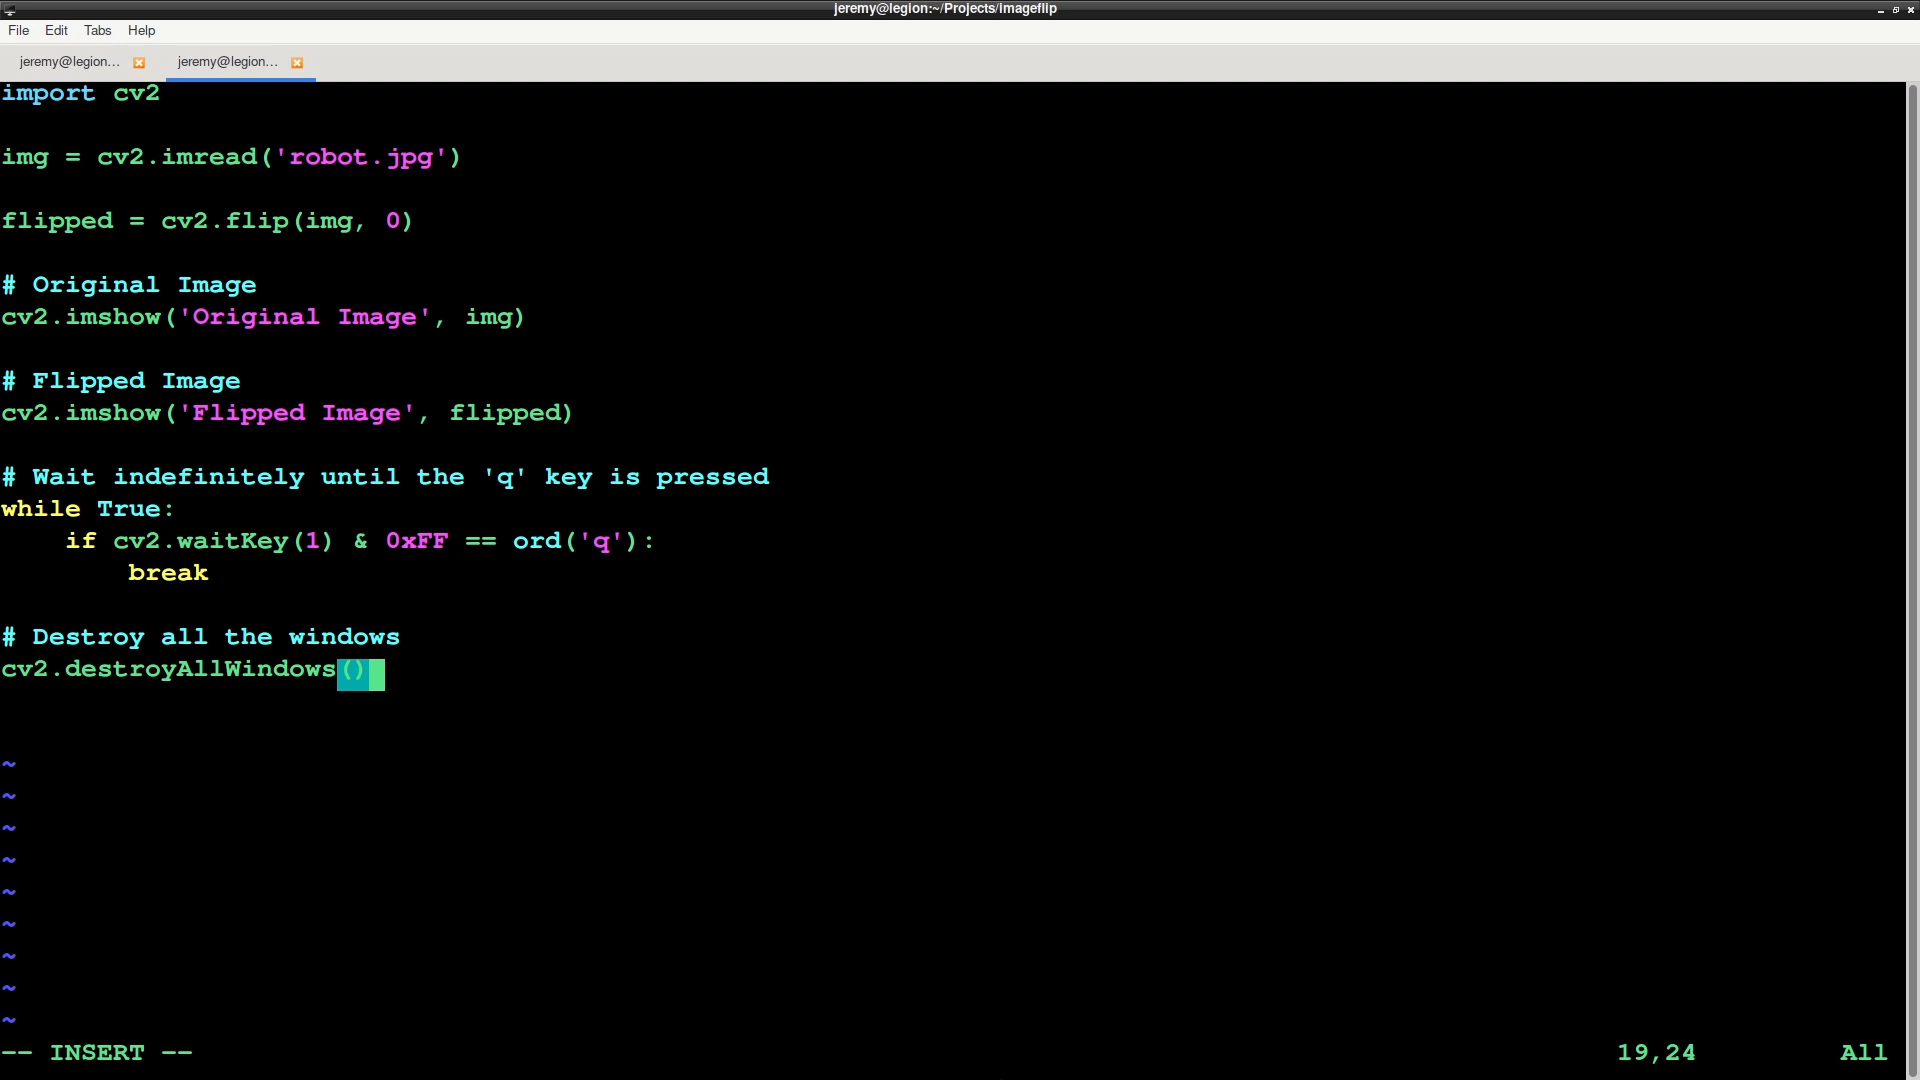 jeremy@legion:~/Projects/imageflip
File Edit Tabs Help
jeremy@legion... jeremy@legion...
import cv2
img = cv2.imread('robot.jpg')
flipped = cv2.flip(img, 0)
# Original Image
cv2.imshow('Original Image', img)
# Flipped Image
cv2.imshow('Flipped Image', flipped)
# Wait indefinitely until the 'q' key is pressed
while True:
    if cv2.waitKey(1) & 0xFF == ord('q'):
        break
# Destroy all the windows
cv2.destroyAllWindows()
~
~
~
~
~
~
~
~
~
-- INSERT -- 19,24 All